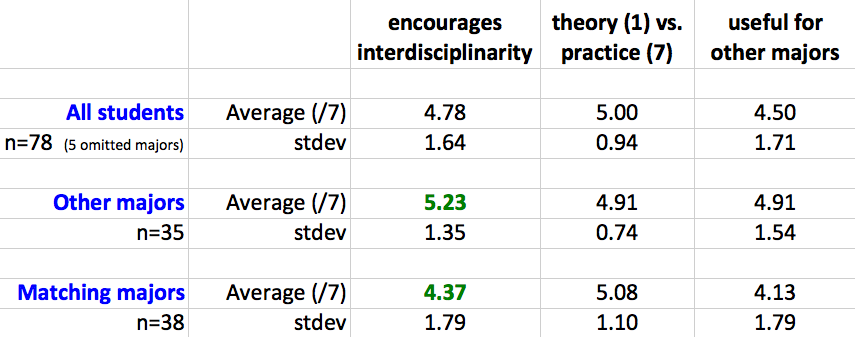 encourages interdisciplinarity theory (1) vs. practice (7) useful for other majors
All students Average (/7) 4.78 5.00 4.50
n=78 (5 omitted majors) stdev 1.64 0.94 1.71
Other majors Average (/7) 5.23 4.91 4.91
n=35 stdev 1.35 0.74 1.54
Matching majors Average (/7) 4.37 5.08 4.13
n=38 stdev 1.79 1.10 1.79